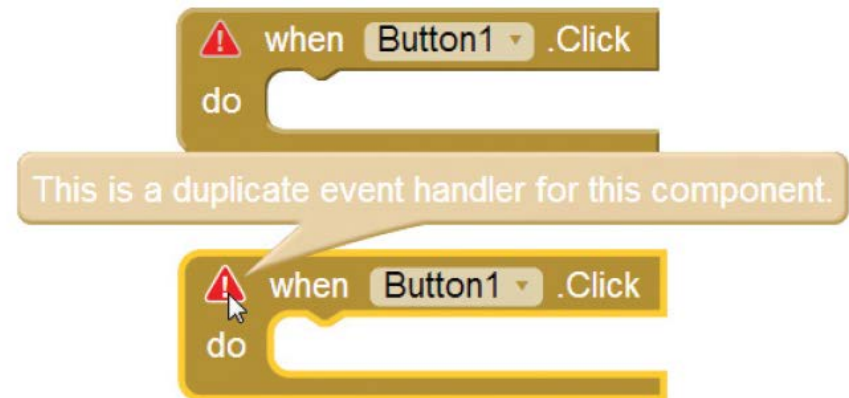 when Button1 .Click
do
This is a duplicate event handler for this component.
when Button1 .Click
do